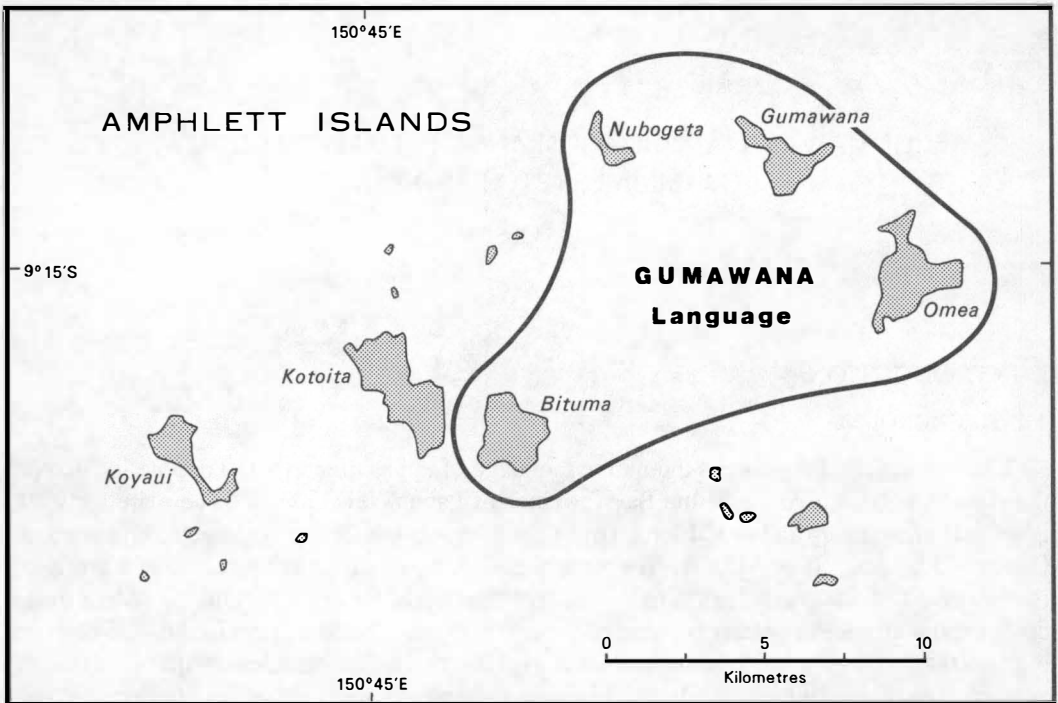 150°45'E
AMPHLETT ISLANDS
Nubogeta
Gumawana
9°15'S
GUMAWANA
Language
Omea
Kotoita
Bituma
Koyaui
0 5 10
Kilometres
150°45'E